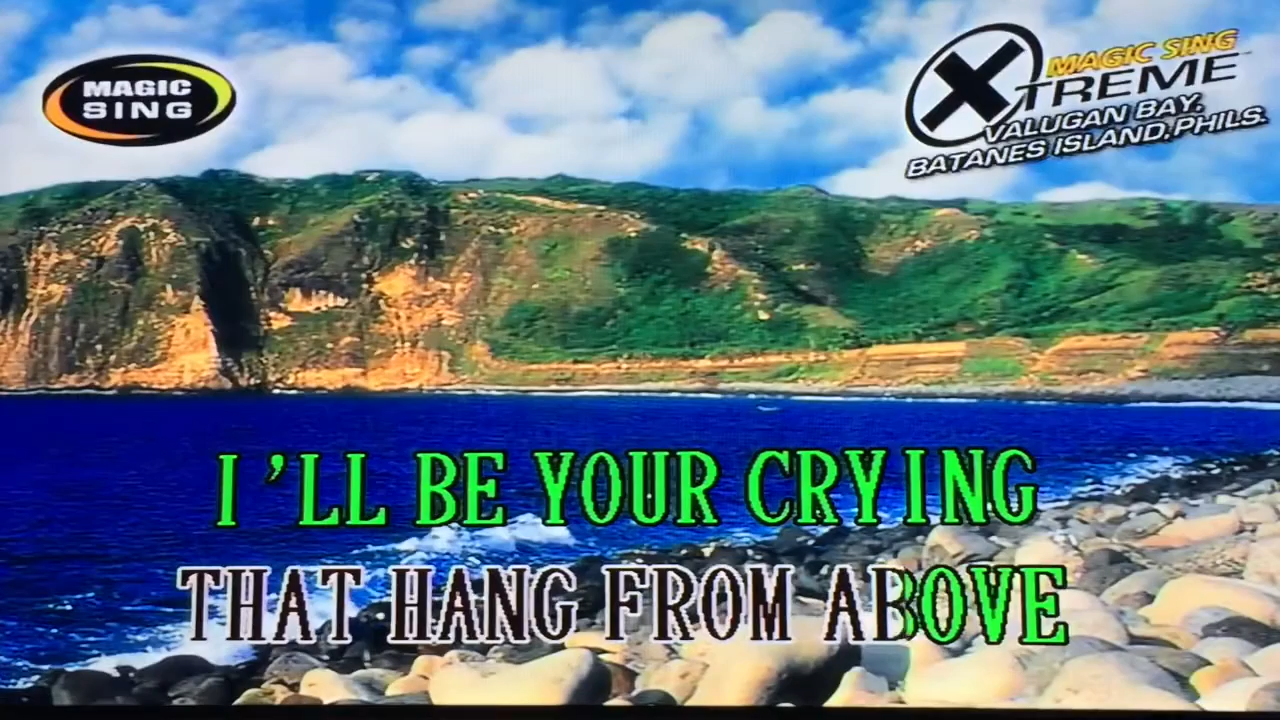 MAGIC
SING
X
MAGIC SING
XTREME
VALUGAN BAY,
BATANES ISLAND, PHILS.
I'LL BE YOUR CRYING
THAT HANG FROM ABOVE